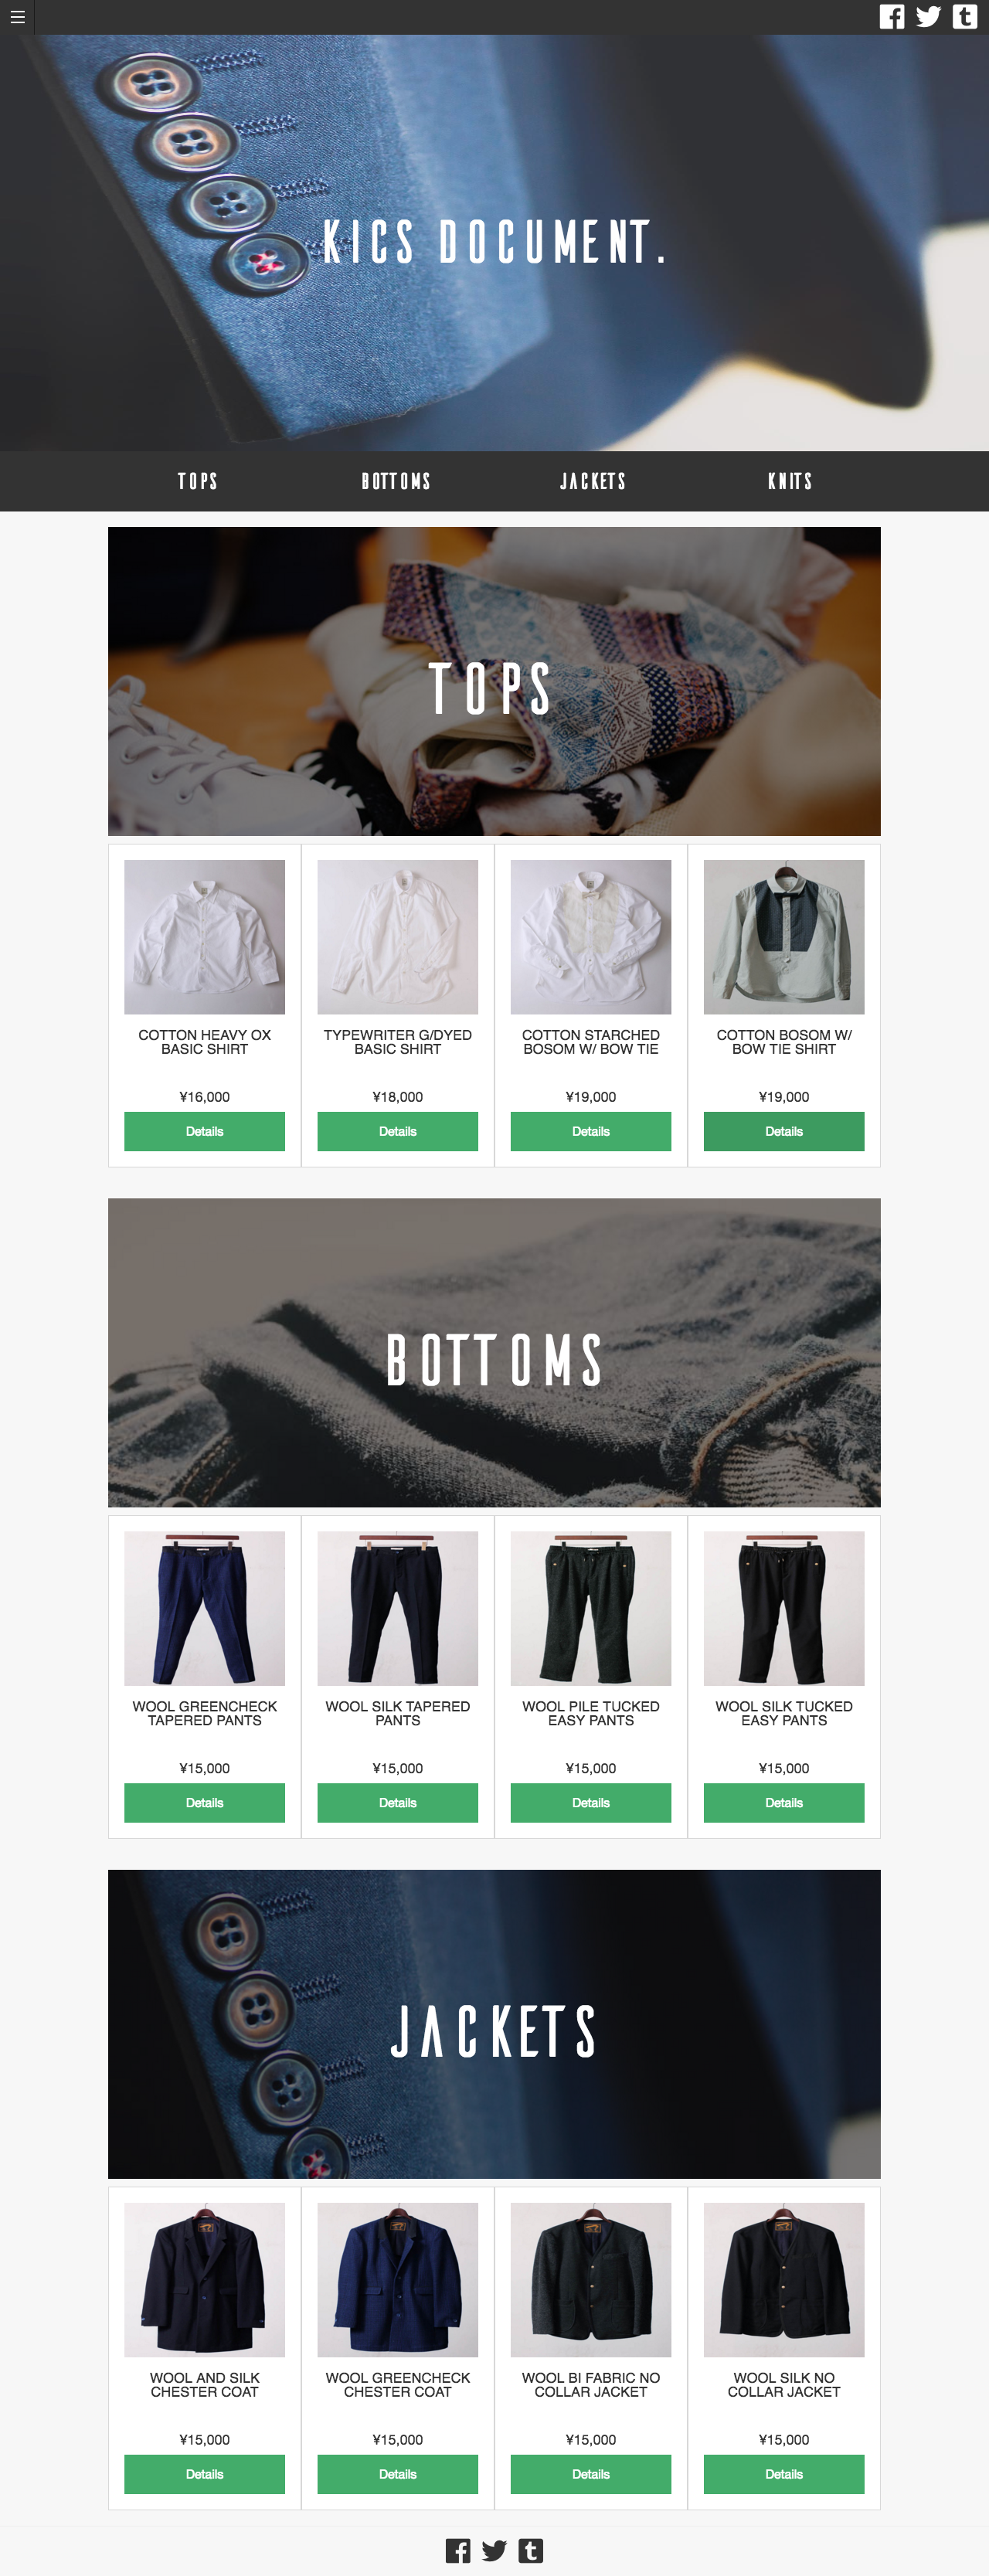 KICS DOCUMENT.
TOPS BOTTOMS JACKETS KNITS
TOPS
COTTON HEAVY OX
BASIC SHIRT
¥16,000
Details
TYPEWRITER G/DYED
BASIC SHIRT
¥18,000
Details
COTTON STARCHED
BOSOM W/ BOW TIE
¥19,000
Details
COTTON BOSOM W/
BOW TIE SHIRT
¥19,000
Details
BOTTOMS
WOOL GREENCHECK
TAPERED PANTS
¥15,000
Details
WOOL SILK TAPERED
PANTS
¥15,000
Details
WOOL PILE TUCKED
EASY PANTS
¥15,000
Details
WOOL SILK TUCKED
EASY PANTS
¥15,000
Details
JACKETS
WOOL AND SILK
CHESTER COAT
¥15,000
Details
WOOL GREENCHECK
CHESTER COAT
¥15,000
Details
WOOL BI FABRIC NO
COLLAR JACKET
¥15,000
Details
WOOL SILK NO
COLLAR JACKET
¥15,000
Details